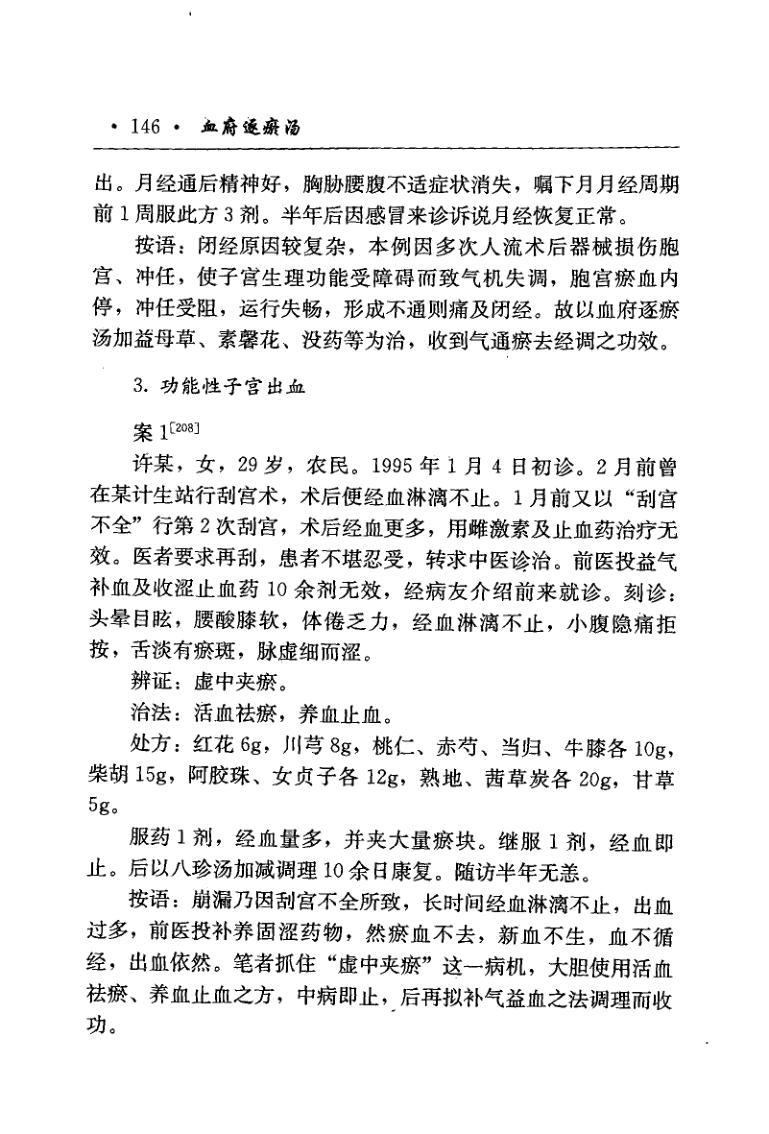 · 146 · 血府逐瘀汤
出。月经通后精神好，胸胁腰腹不适症状消失，嘱下月月经周期
前1周服此方3剂。半年后因感冒来诊诉说月经恢复正常。
按语：闭经原因较复杂，本例因多次人流术后器械损伤胞
宫、冲任，使子宫生理功能受障碍而致气机失调，胞宫瘀血内
停，冲任受阻，运行失畅，形成不通则痛及闭经。故以血府逐瘀
汤加益母草、素馨花、没药等为治，收到气通瘀去经调之功效。
3. 功能性子宫出血
案1[208]
许某，女，29岁，农民。1995年1月4日初诊。2月前曾
在某计生站行刮宫术，术后便经血淋漓不止。1月前又以“刮宫
不全”行第2次刮宫，术后经血更多，用雌激素及止血药治疗无
效。医者要求再刮，患者不堪忍受，转求中医诊治。前医投益气
补血及收涩止血药10余剂无效，经病友介绍前来就诊。刻诊：
头晕目眩，腰酸膝软，体倦乏力，经血淋漓不止，小腹隐痛拒
按，舌淡有瘀斑，脉虚细而涩。
辨证：虚中夹瘀。
治法：活血祛瘀，养血止血。
处方：红花6g，川芎8g，桃仁、赤芍、当归、牛膝各10g，
柴胡15g，阿胶珠、女贞子各12g，熟地、茜草炭各20g，甘草
5g。
服药1剂，经血量多，并夹大量瘀块。继服1剂，经血即
止。后以八珍汤加减调理10余日康复。随访半年无恙。
按语：崩漏乃因刮宫不全所致，长时间经血淋漓不止，出血
过多，前医投补养固涩药物，然瘀血不去，新血不生，血不循
经，出血依然。笔者抓住“虚中夹瘀”这一病机，大胆使用活血
祛瘀、养血止血之方，中病即止，后再拟补气益血之法调理而收
功。